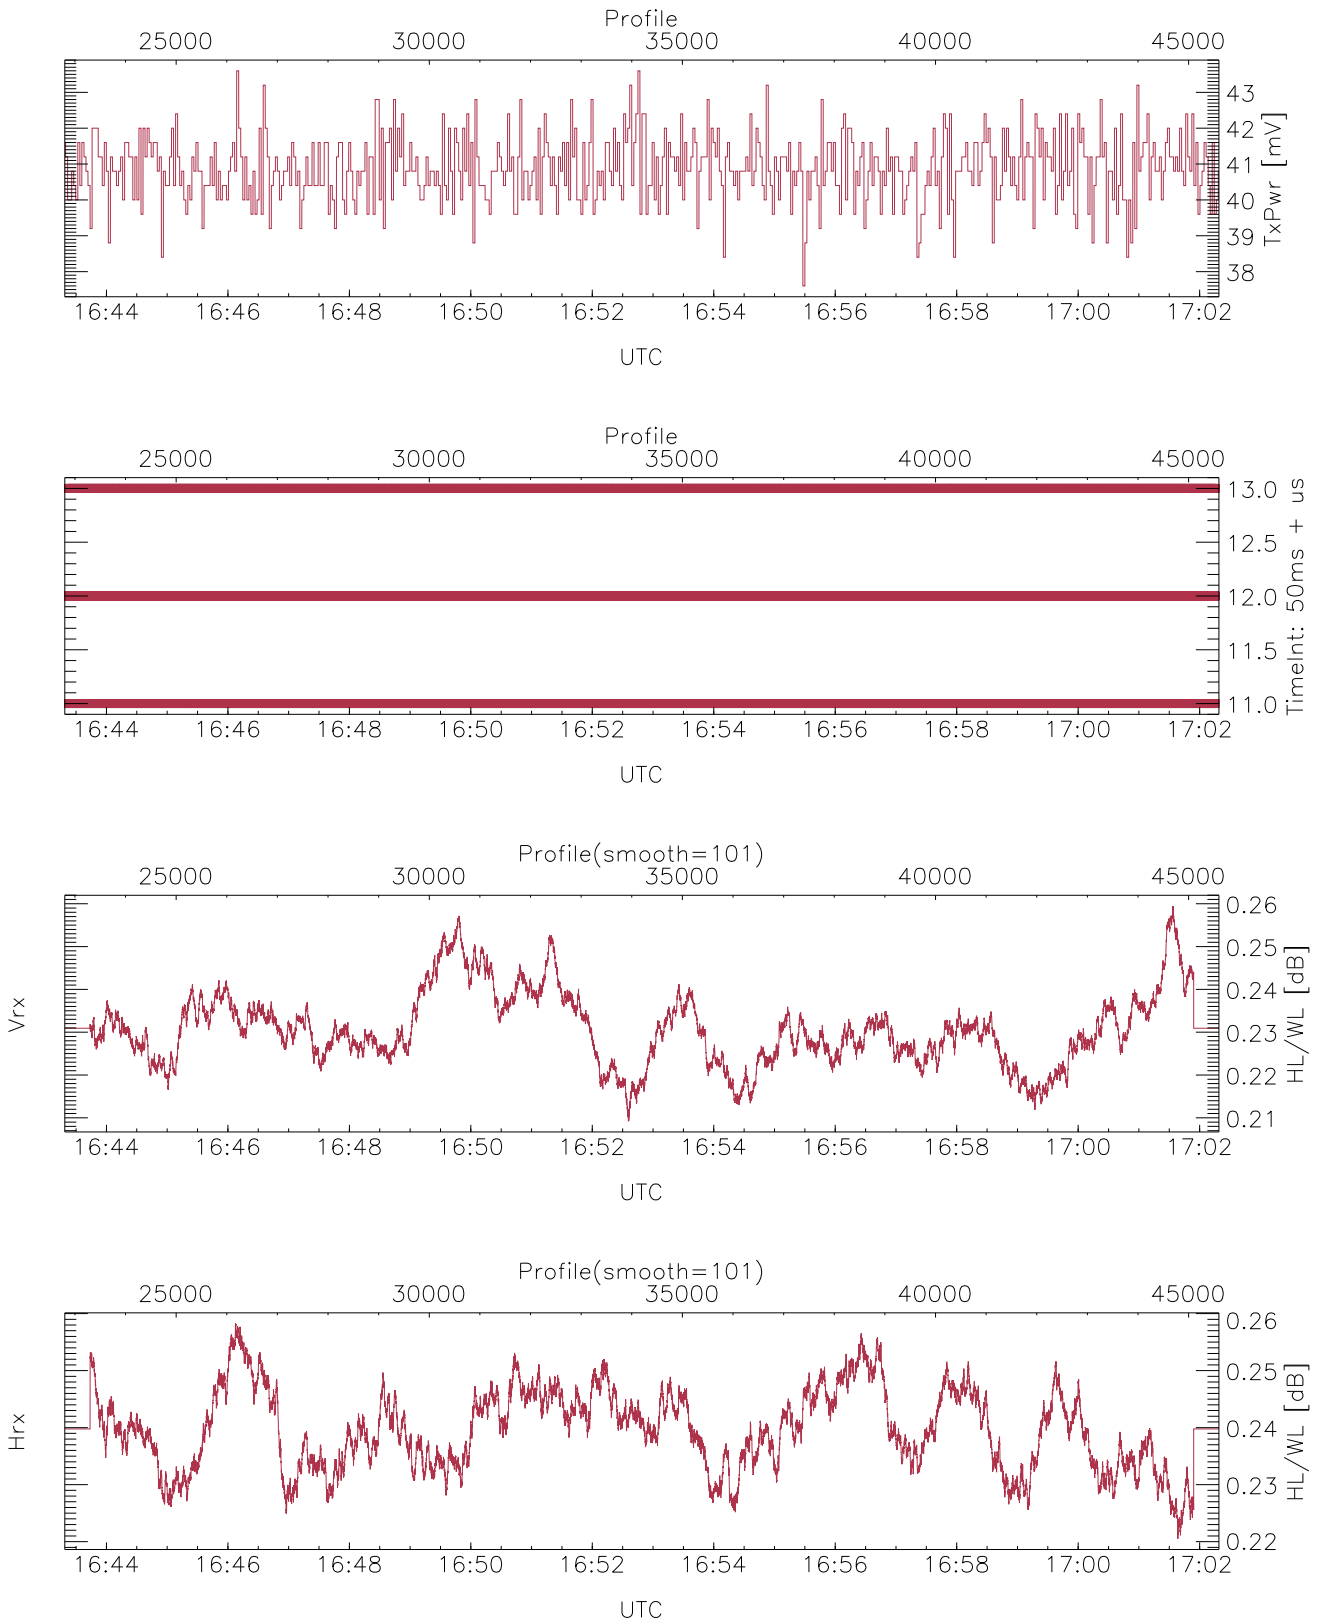 Profile
25000 30000 35000 40000 45000
43
42
41
40
39
38
TxPwr [mV]
16:44 16:46 16:48 16:50 16:52 16:54 16:56 16:58 17:00 17:02
UTC
Profile
25000 30000 35000 40000 45000
13.0
12.5
12.0
11.5
11.0
TimeInt: 50ms + us
16:44 16:46 16:48 16:50 16:52 16:54 16:56 16:58 17:00 17:02
UTC
Profile(smooth=101)
25000 30000 35000 40000 45000
Vrx
0.26
0.25
0.24
0.23
0.22
0.21
HL/WL [dB]
16:44 16:46 16:48 16:50 16:52 16:54 16:56 16:58 17:00 17:02
UTC
Profile(smooth=101)
25000 30000 35000 40000 45000
Hrx
0.26
0.25
0.24
0.23
0.22
HL/WL [dB]
16:44 16:46 16:48 16:50 16:52 16:54 16:56 16:58 17:00 17:02
UTC